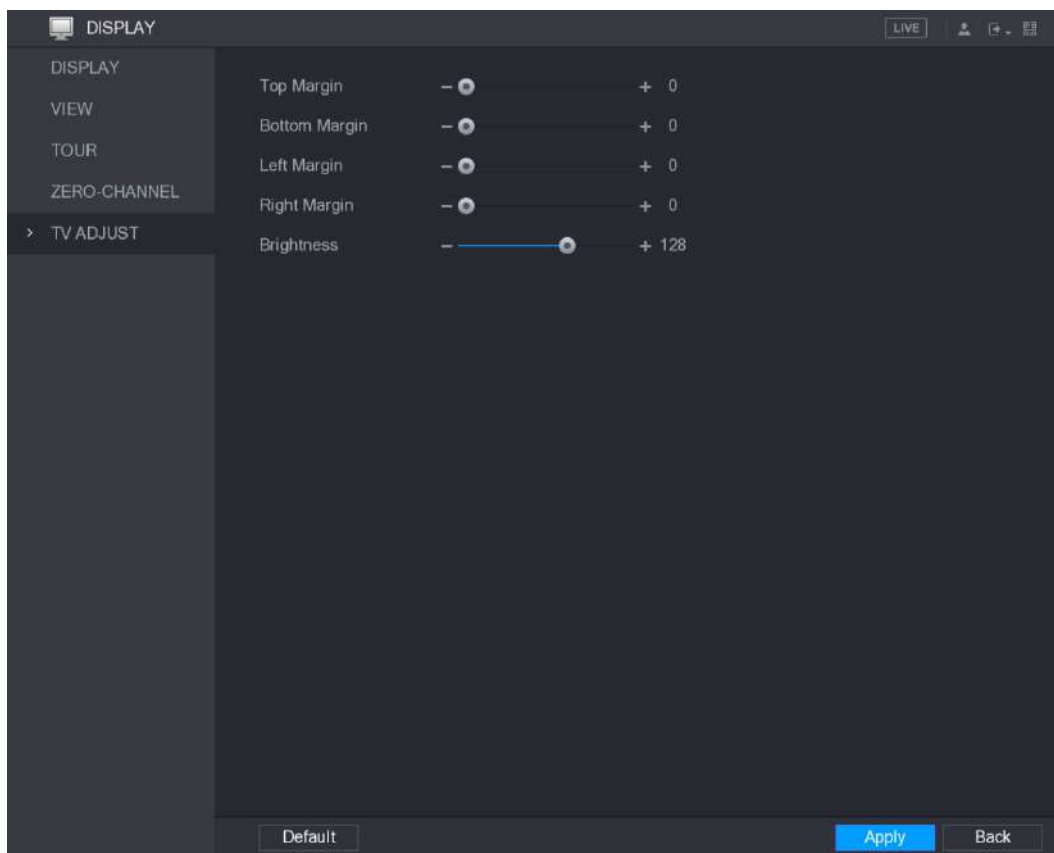 DISPLAY
LIVE
DISPLAY
VIEW
TOUR
ZERO-CHANNEL
> TV ADJUST
Top Margin - + 0
Bottom Margin - + 0
Left Margin - + 0
Right Margin - + 0
Brightness - + 128
Default
Apply
Back